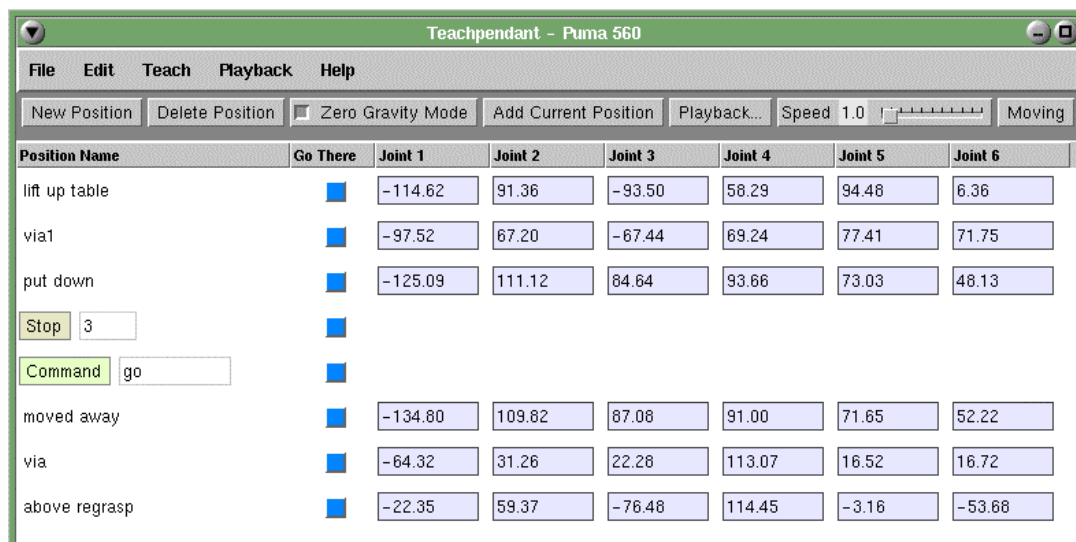 Teachpendant - Puma 560
File Edit Teach Playback Help
New Position Delete Position Zero Gravity Mode Add Current Position Playback... Speed 1.0 Moving
Position Name Go There Joint 1 Joint 2 Joint 3 Joint 4 Joint 5 Joint 6
lift up table -114.62 91.36 -93.50 58.29 94.48 6.36
via1 -97.52 67.20 -67.44 69.24 77.41 71.75
put down -125.09 111.12 84.64 93.66 73.03 48.13
Stop 3
Command go
moved away -134.80 109.82 87.08 91.00 71.65 52.22
via -64.32 31.26 22.28 113.07 16.52 16.72
above regrasp -22.35 59.37 -76.48 114.45 -3.16 -53.68